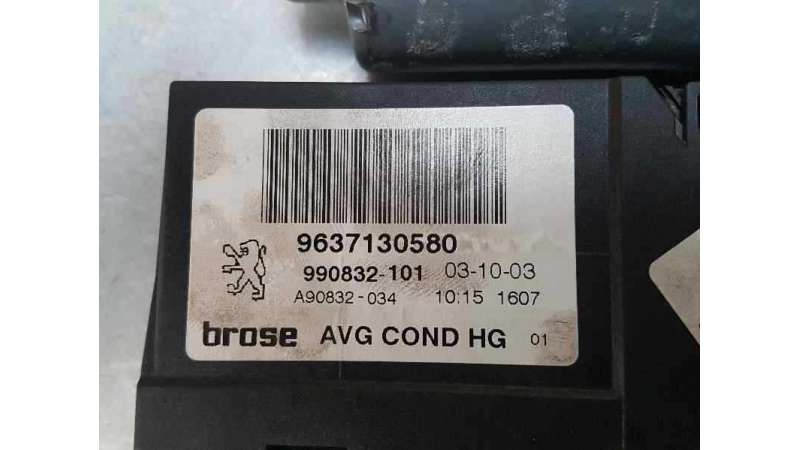 9637130580
990832-101 03-10-03
A90832-034 10:15 1607
brose AVG COND HG 01